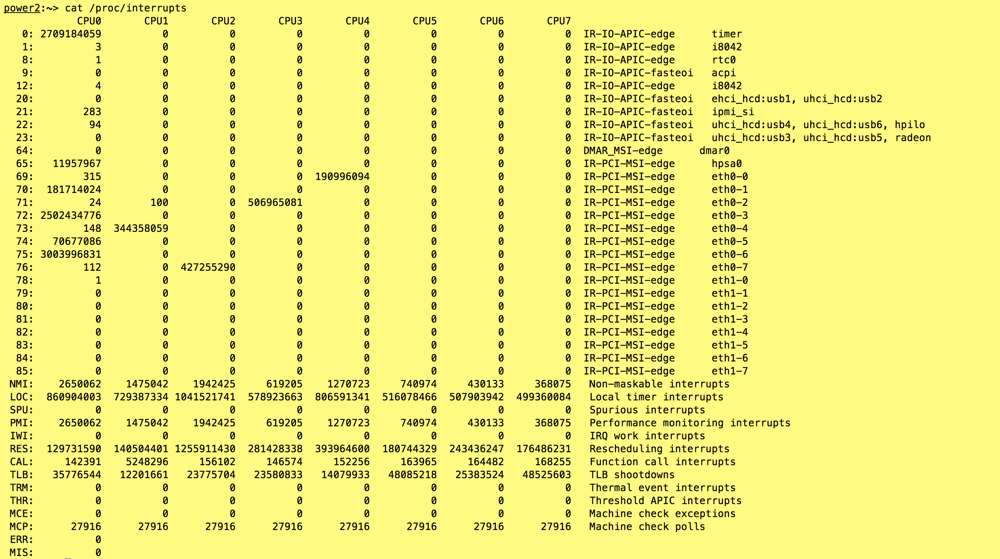 power2:~> cat /proc/interrupts
           CPU0       CPU1       CPU2       CPU3       CPU4       CPU5       CPU6       CPU7
  0: 2709184059          0          0          0          0          0          0          0  IR-IO-APIC-edge      timer
  1:          3          0          0          0          0          0          0          0  IR-IO-APIC-edge      i8042
  8:          1          0          0          0          0          0          0          0  IR-IO-APIC-edge      rtc0
  9:          0          0          0          0          0          0          0          0  IR-IO-APIC-fasteoi   acpi
 12:          4          0          0          0          0          0          0          0  IR-IO-APIC-edge      i8042
 20:          0          0          0          0          0          0          0          0  IR-IO-APIC-fasteoi   ehci_hcd:usb1, uhci_hcd:usb2
 21:        283          0          0          0          0          0          0          0  IR-IO-APIC-fasteoi   ipmi_si
 22:         94          0          0          0          0          0          0          0  IR-IO-APIC-fasteoi   uhci_hcd:usb4, uhci_hcd:usb6, hpilo
 23:          0          0          0          0          0          0          0          0  IR-IO-APIC-fasteoi   uhci_hcd:usb3, uhci_hcd:usb5, radeon
 64:          0          0          0          0          0          0          0          0  DMAR_MSI-edge      dmar0
 65:   11957967          0          0          0          0          0          0          0  IR-PCI-MSI-edge      hpsa0
 69:        315          0          0          0  190996094          0          0          0  IR-PCI-MSI-edge      eth0-0
 70:  181714024          0          0          0          0          0          0          0  IR-PCI-MSI-edge      eth0-1
 71:         24        100          0  506965081          0          0          0          0  IR-PCI-MSI-edge      eth0-2
 72: 2502434776          0          0          0          0          0          0          0  IR-PCI-MSI-edge      eth0-3
 73:        148  344358059          0          0          0          0          0          0  IR-PCI-MSI-edge      eth0-4
 74:   70677086          0          0          0          0          0          0          0  IR-PCI-MSI-edge      eth0-5
 75: 3003996831          0          0          0          0          0          0          0  IR-PCI-MSI-edge      eth0-6
 76:        112          0  427255290          0          0          0          0          0  IR-PCI-MSI-edge      eth0-7
 78:          1          0          0          0          0          0          0          0  IR-PCI-MSI-edge      eth1-0
 79:          0          0          0          0          0          0          0          0  IR-PCI-MSI-edge      eth1-1
 80:          0          0          0          0          0          0          0          0  IR-PCI-MSI-edge      eth1-2
 81:          0          0          0          0          0          0          0          0  IR-PCI-MSI-edge      eth1-3
 82:          0          0          0          0          0          0          0          0  IR-PCI-MSI-edge      eth1-4
 83:          0          0          0          0          0          0          0          0  IR-PCI-MSI-edge      eth1-5
 84:          0          0          0          0          0          0          0          0  IR-PCI-MSI-edge      eth1-6
 85:          0          0          0          0          0          0          0          0  IR-PCI-MSI-edge      eth1-7
NMI:    2650062    1475042    1942425     619205    1270723     740974     430133     368075   Non-maskable interrupts
LOC:  860904003  729387334 1041521741  578923663  806591341  516078466  507903942  499360084   Local timer interrupts
SPU:          0          0          0          0          0          0          0          0   Spurious interrupts
PMI:    2650062    1475042    1942425     619205    1270723     740974     430133     368075   Performance monitoring interrupts
IWI:          0          0          0          0          0          0          0          0   IRQ work interrupts
RES:  129731590  140504401 1255911430  281428338  393964600  180744329  243436247  176486231   Rescheduling interrupts
CAL:     142391    5248296     156102     146574     152256     163965     164482     168255   Function call interrupts
TLB:   35776544   12201661   23775704   23580833   14079933   48085218   25383524   48525603   TLB shootdowns
TRM:          0          0          0          0          0          0          0          0   Thermal event interrupts
THR:          0          0          0          0          0          0          0          0   Threshold APIC interrupts
MCE:          0          0          0          0          0          0          0          0   Machine check exceptions
MCP:      27916      27916      27916      27916      27916      27916      27916      27916   Machine check polls
ERR:          0
MIS:          0